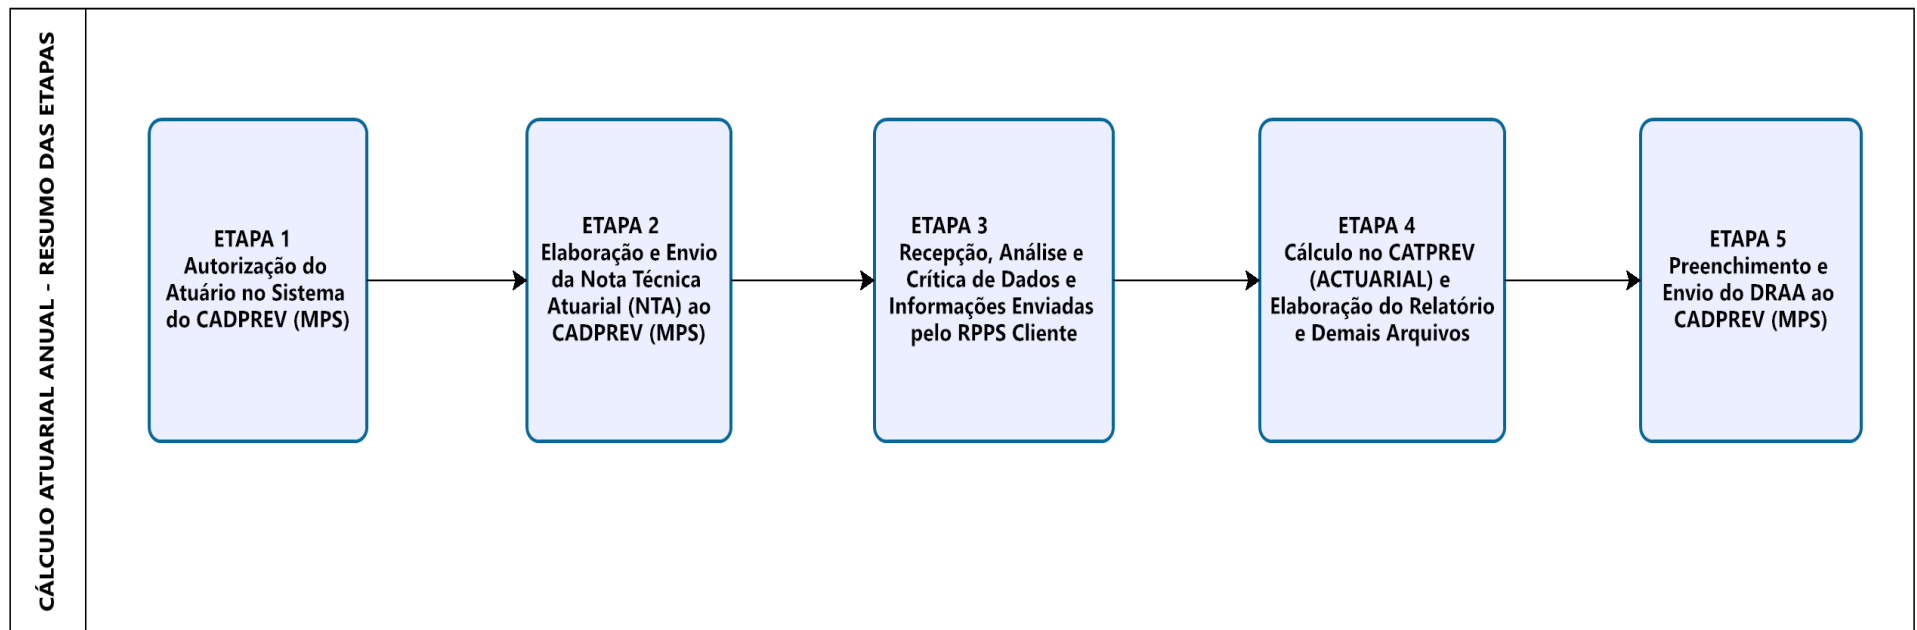 CÁLCULO ATUARIAL ANUAL - RESUMO DAS ETAPAS
ETAPA 1
Autorização do
Atuário no Sistema
do CADPREV (MPS)
ETAPA 2
Elaboração e Envio
da Nota Técnica
Atuarial (NTA) ao
CADPREV (MPS)
ETAPA 3
Recepção, Análise e
Crítica de Dados e
Informações Enviadas
pelo RPPS Cliente
ETAPA 4
Cálculo no CATPREV
(ACTUARIAL) e
Elaboração do Relatório
e Demais Arquivos
ETAPA 5
Preenchimento e
Envio do DRAA ao
CADPREV (MPS)